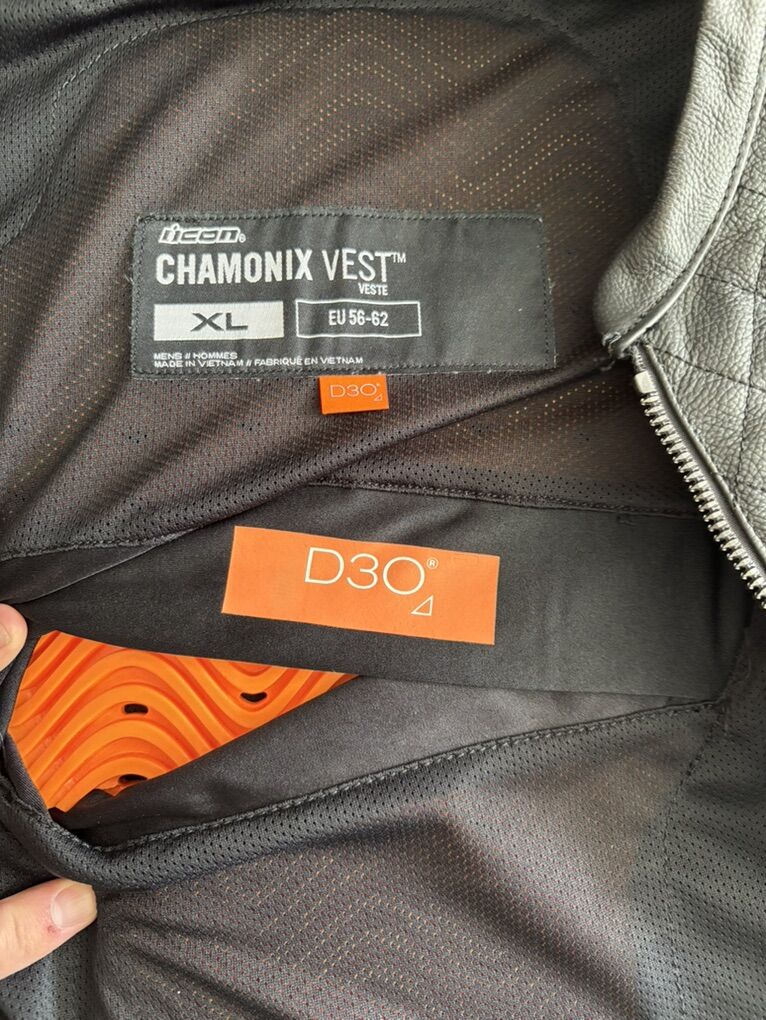 icon®
CHAMONIX VEST™
VESTE
XL
EU 56-62
MENS // HOMMES
MADE IN VIETNAM // FABRIQUÉ EN VIETNAM
D3O®
D3O®